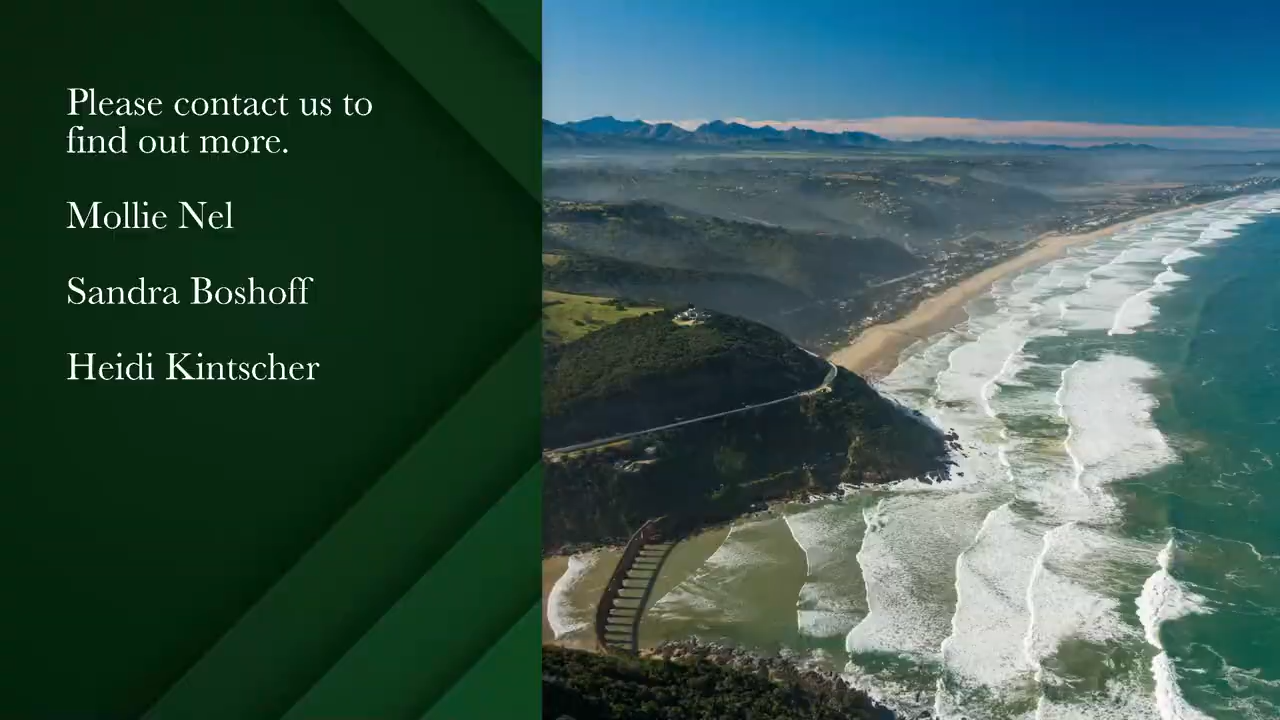 Please contact us to
find out more.
Mollie Nel
Sandra Boshoff
Heidi Kintscher